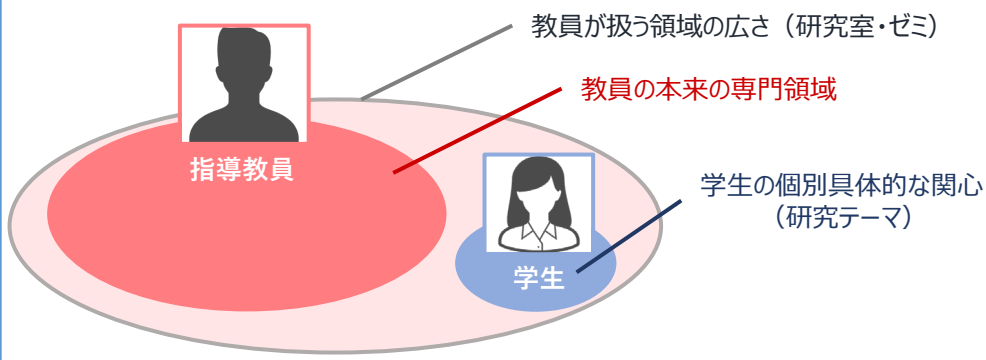 教員が扱う領域の広さ（研究室・ゼミ）
教員の本来の専門領域
指導教員
学生の個別具体的な関心
（研究テーマ）
学生